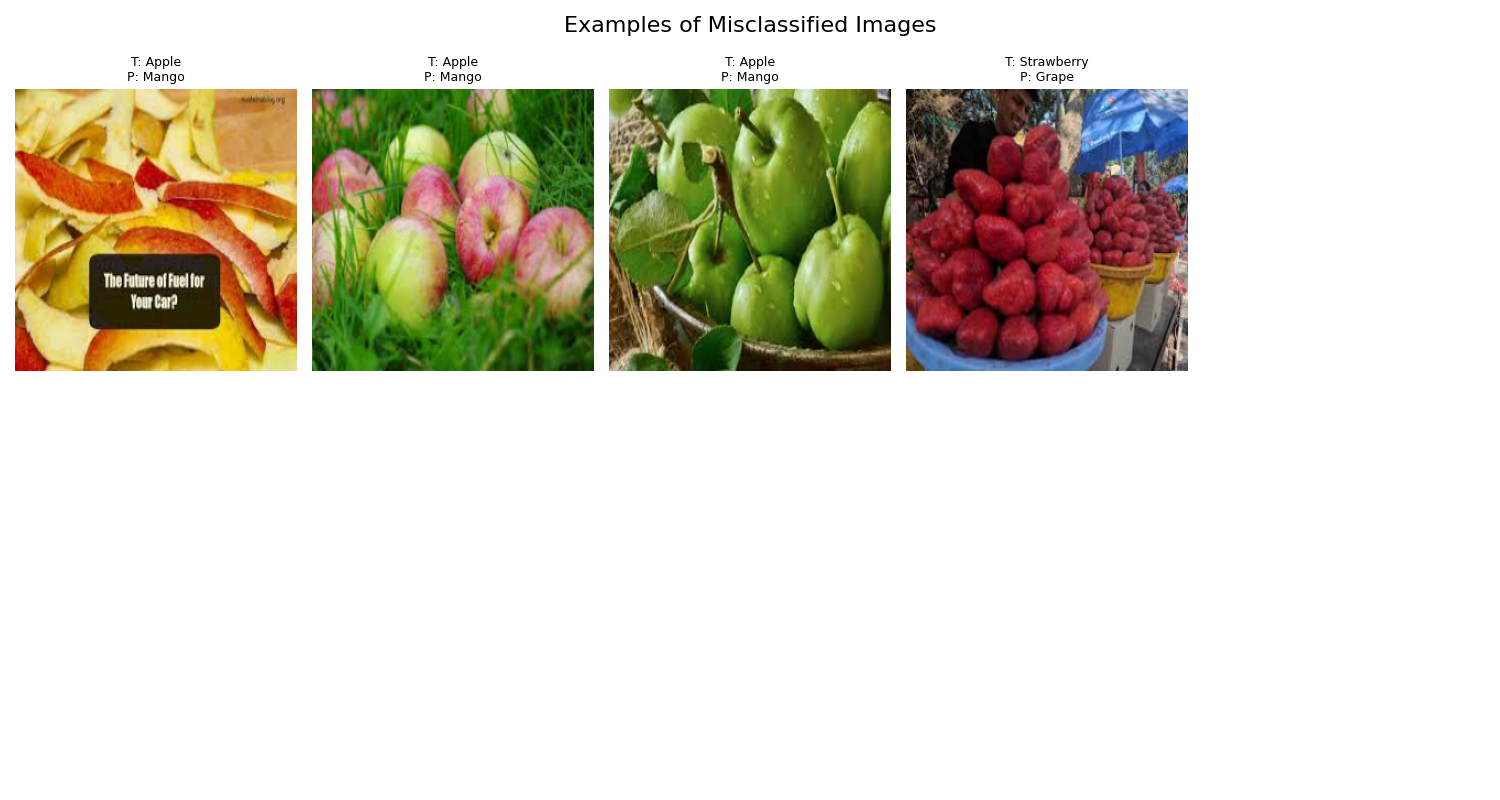 Examples of Misclassified Images
T: Apple
P: Mango
T: Apple
P: Mango
T: Apple
P: Mango
T: Strawberry
P: Grape
The Future of Fuel for
Your Car?